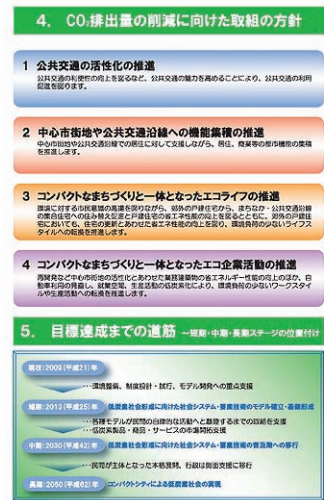 4. CO₂排出量の削減に向けた取組の方針
1 公共交通の活性化の推進
公共交通の利便性の向上を図るなど、公共交通の魅力を高めることにより、公共交通の利用
促進を図ります。
2 中心市街地や公共交通沿線への機能集積の推進
中心市街地や公共交通沿線での居住に対して支援しながら、居住、商業等の都市機能の集積
を推進します。
3 コンパクトなまちづくりと一体となったエコライフの推進
環境に対する市民意識の高揚を図りながら、郊外の戸建住宅から、まちなか・公共交通沿線
の集合住宅への住み替え促進と戸建住宅の省エネ性能の向上を図るとともに、郊外の戸建住
宅においても、住宅の更新とあわせた省エネ性能の向上を図り、環境負荷の少ないライフス
タイルへの転換を推進します。
4 コンパクトなまちづくりと一体となったエコ企業活動の推進
再開発など中心市街地の活性化とあわせた業務建築物の省エネルギー性能の向上のほか、自
動車利用の見直し、就業空間、生産活動の低炭素化により、環境負荷の少ないワークスタイ
ルや生産活動への転換を推進します。
5. 目標達成までの道筋 ~短期・中期・長期ステージの位置付け
現在:2009(平成21)年
・・・環境整備、制度設計・試行、モデル開発への重点支援
短期:2013(平成25)年 低炭素社会形成に向けた社会システム・要素技術のモデル確立・基礎形成
・・・各種モデルが民間の自律的な活動へと展開するまでの取組を支援
・・・低炭素製品・商品・サービスの市場開拓支援
中期:2030(平成42)年 低炭素社会形成に向けた社会システム・要素技術の普及期への移行
・・・民間が主体となった本格展開、行政は側面支援に移行
長期:2050(平成62)年 コンパクトシティによる低炭素社会の実現